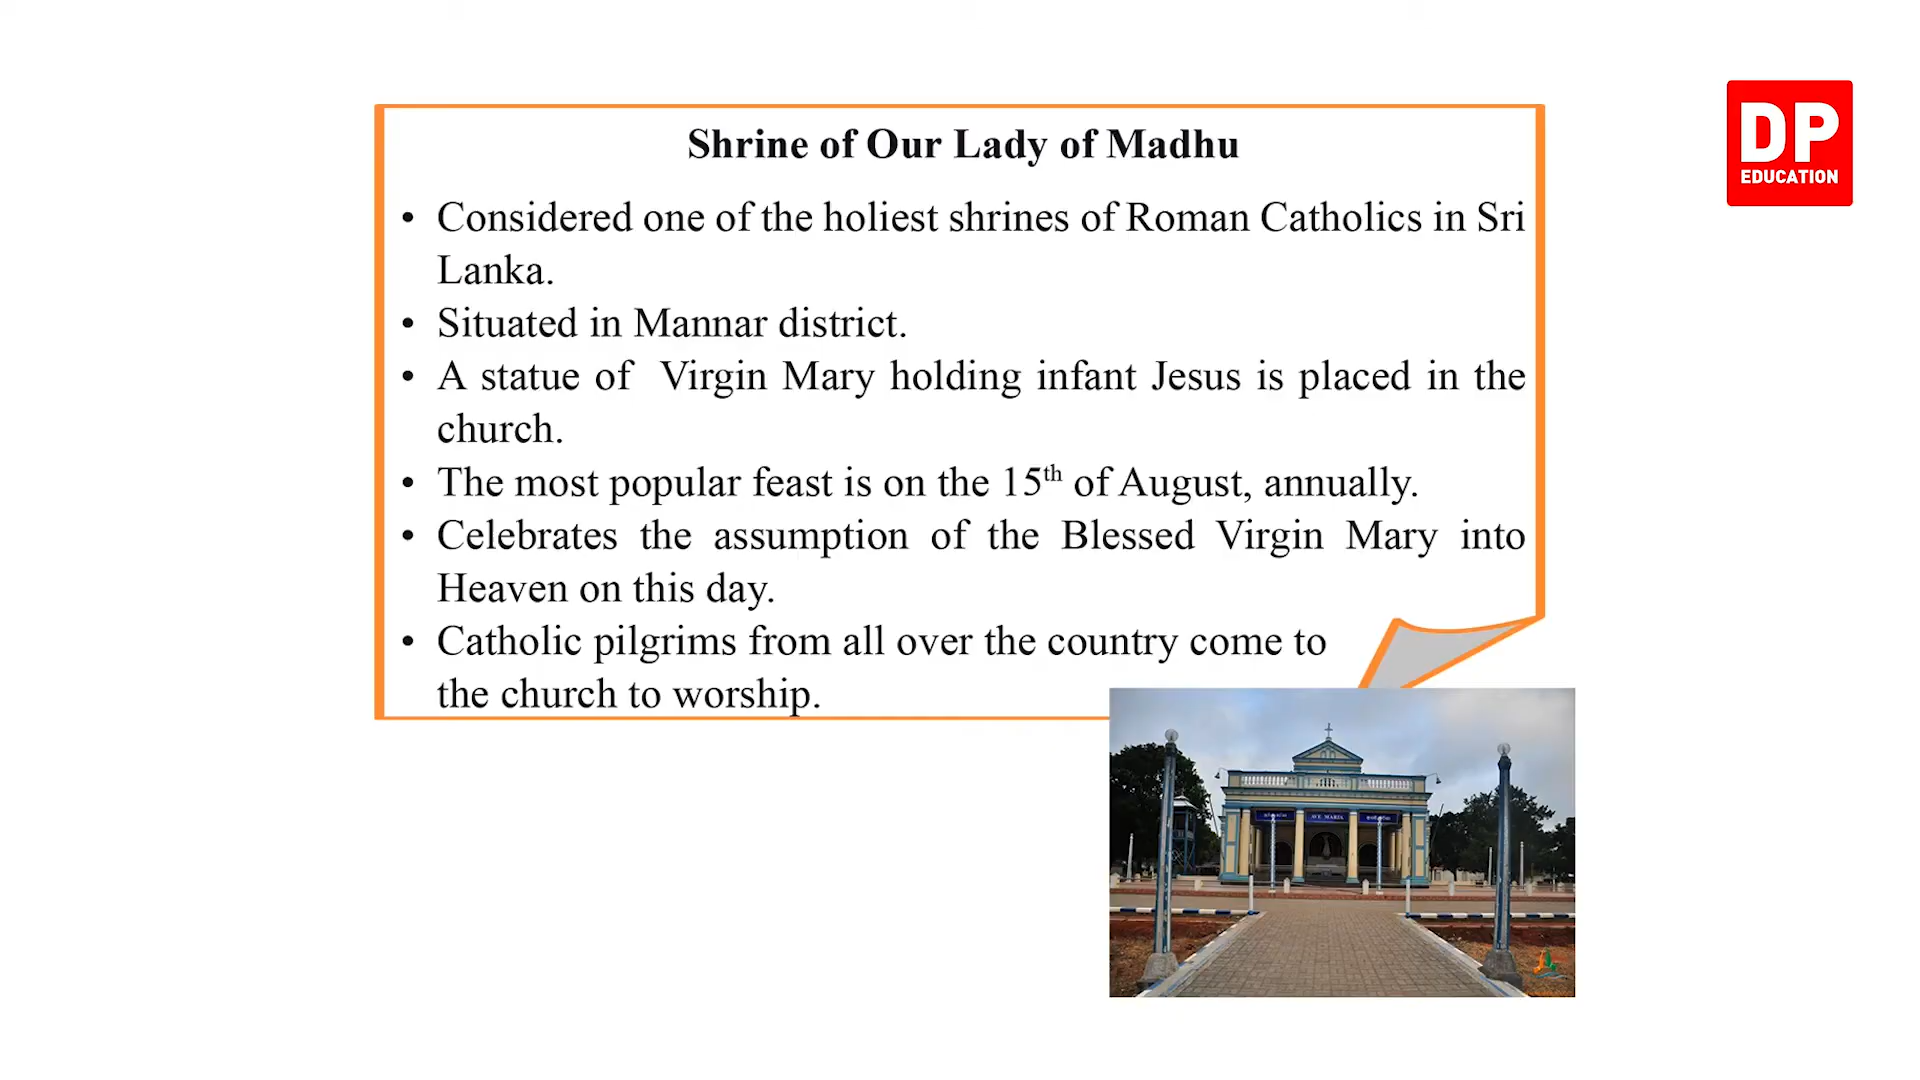 DP
EDUCATION
Shrine of Our Lady of Madhu
• Considered one of the holiest shrines of Roman Catholics in Sri
Lanka.
• Situated in Mannar district.
• A statue of Virgin Mary holding infant Jesus is placed in the
church.
• The most popular feast is on the 15th of August, annually.
• Celebrates the assumption of the Blessed Virgin Mary into
Heaven on this day.
• Catholic pilgrims from all over the country come to
the church to worship.
AVE MARIA